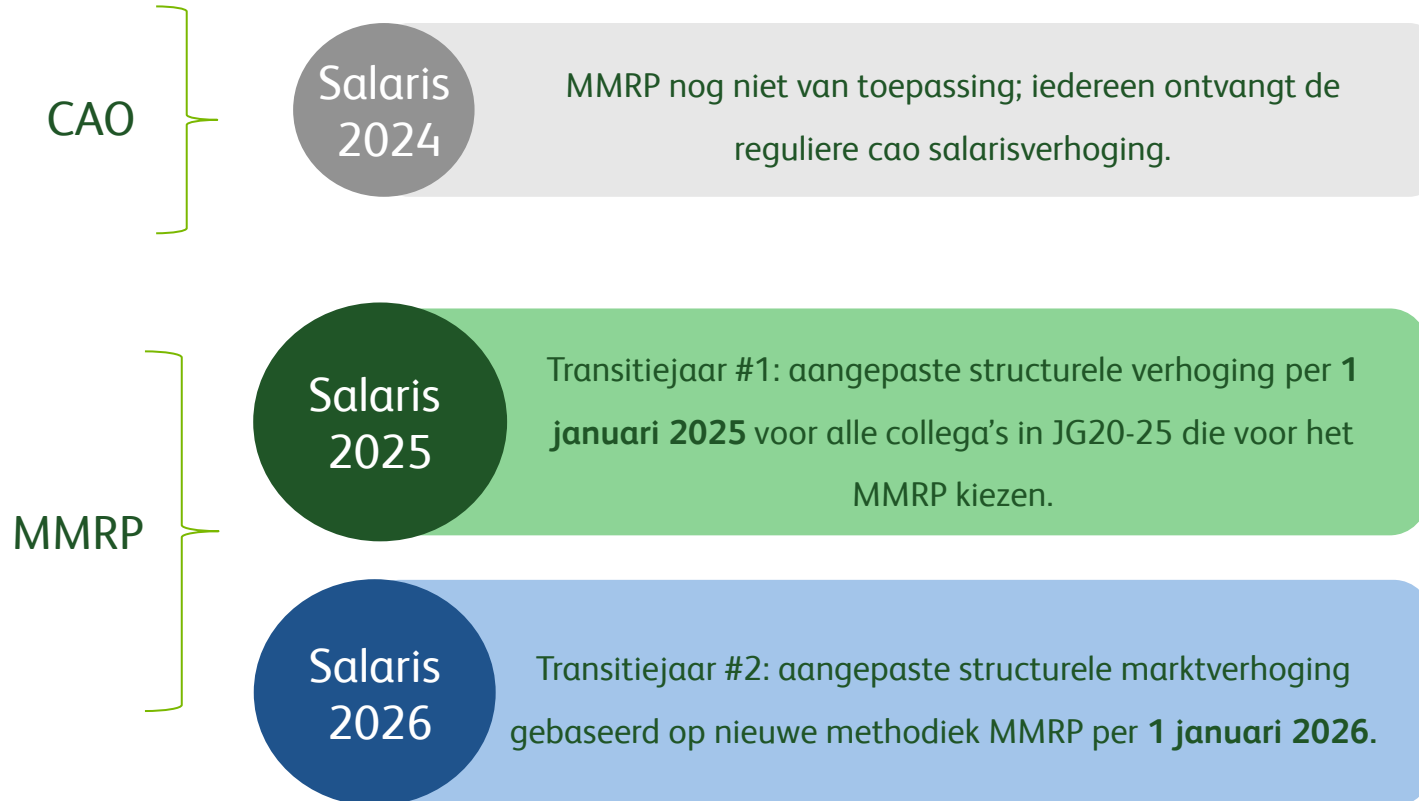 CAO
Salaris
2024
MMRP nog niet van toepassing; iedereen ontvangt de
reguliere cao salarisverhoging.
MMRP
Salaris
2025
Transitiejaar #1: aangepaste structurele verhoging per 1
januari 2025 voor alle collega’s in JG20-25 die voor het
MMRP kiezen.
Salaris
2026
Transitiejaar #2: aangepaste structurele marktverhoging
gebaseerd op nieuwe methodiek MMRP per 1 januari 2026.